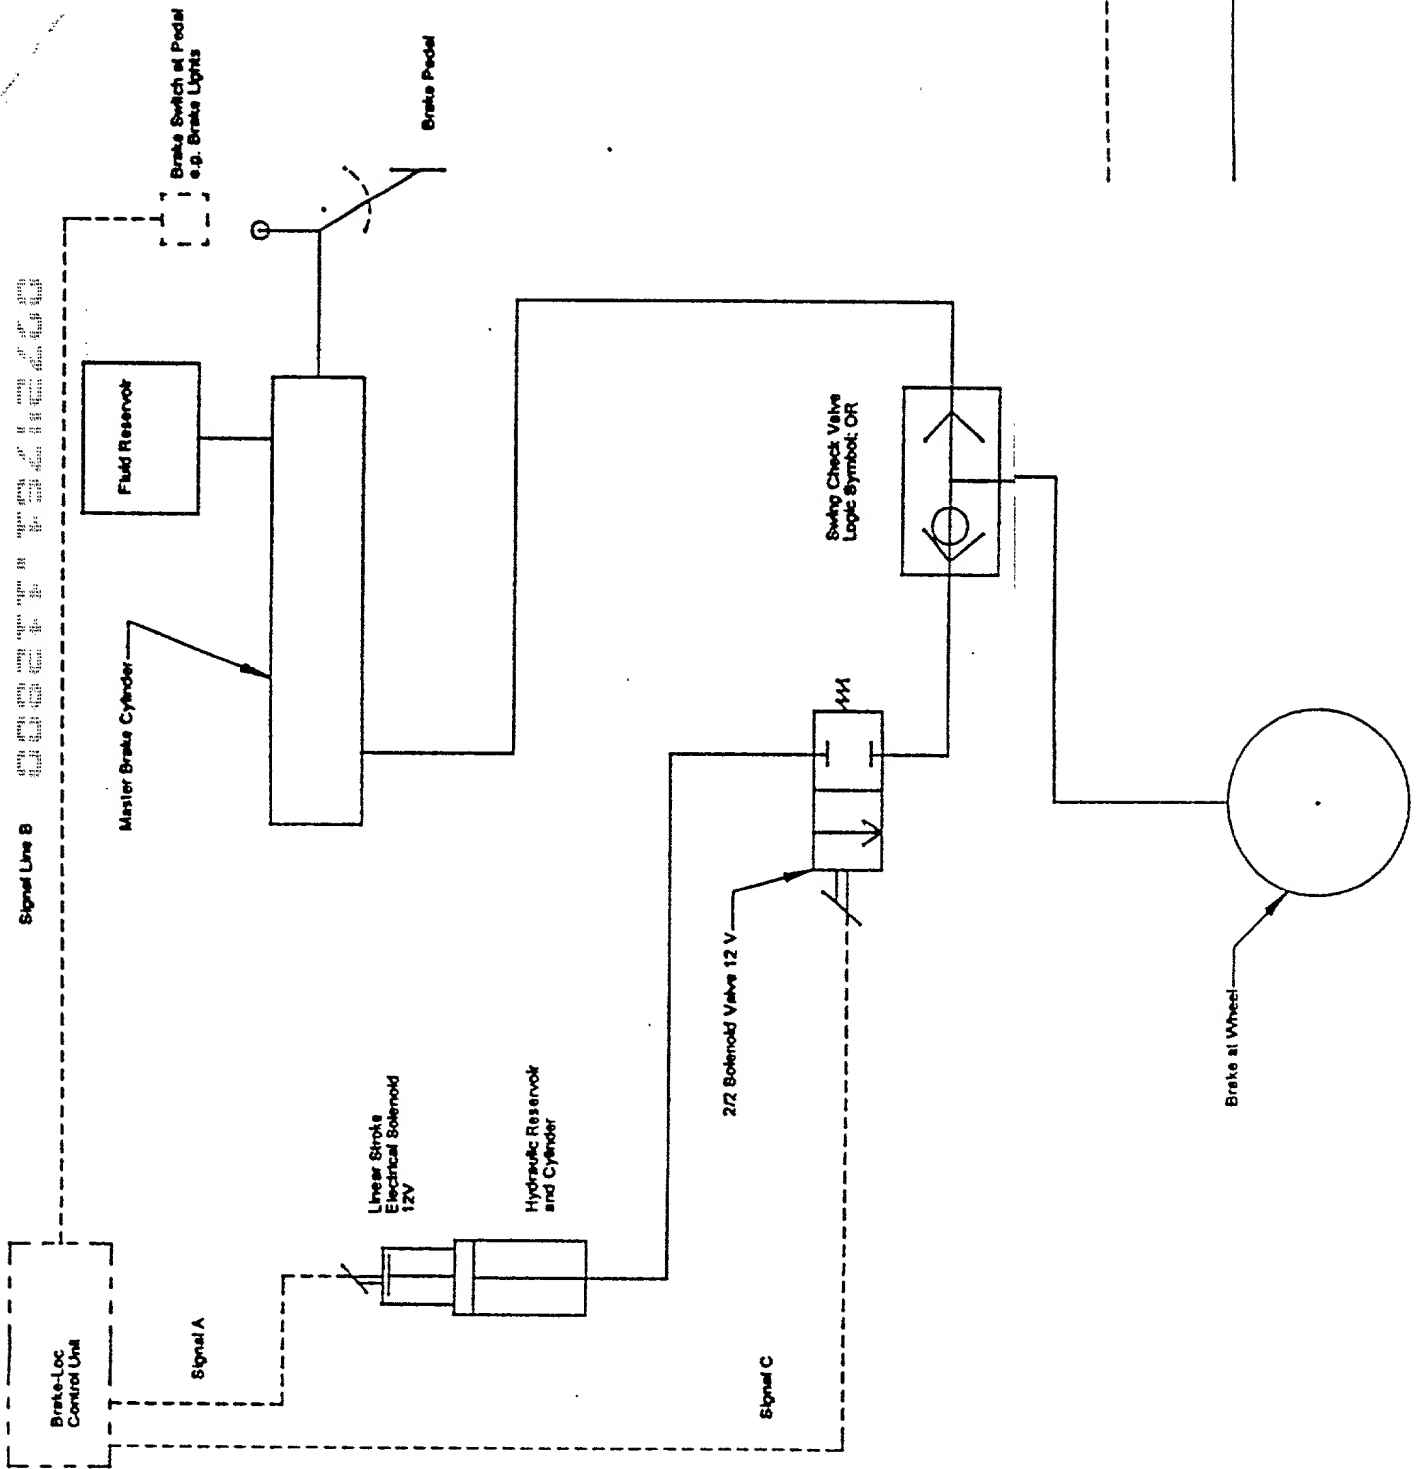 Brake-Loc
Control Unit
Signal Line B
Brake Switch at Pedal
e.g. Brake Lights
Signal A
Master Brake Cylinder
Fluid Reservoir
Brake Pedal
Linear Stroke
Electrical Solenoid
12V
Hydraulic Reservoir
and Cylinder
Signal C
2/2 Solenoid Valve 12 V
Swing Check Valve
Logic Symbol: OR
Brake at Wheel